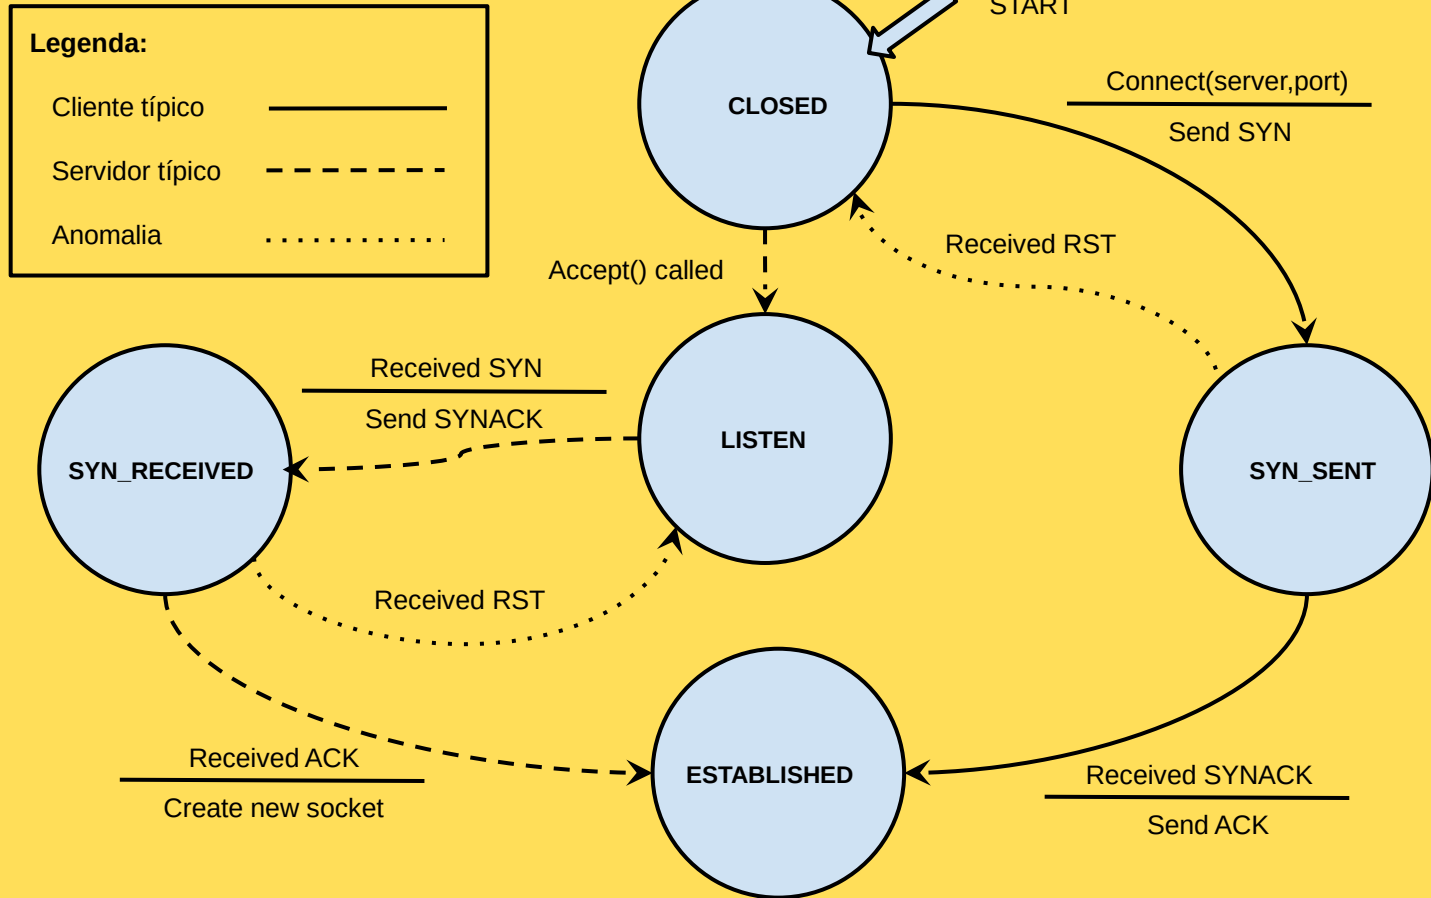 START
Legenda:
Cliente típico
Servidor típico
Anomalia
CLOSED
Connect(server,port)
Send SYN
Received RST
Accept() called
Received SYN
Send SYNACK
LISTEN
SYN_RECEIVED
SYN_SENT
Received RST
Received ACK
Create new socket
ESTABLISHED
Received SYNACK
Send ACK